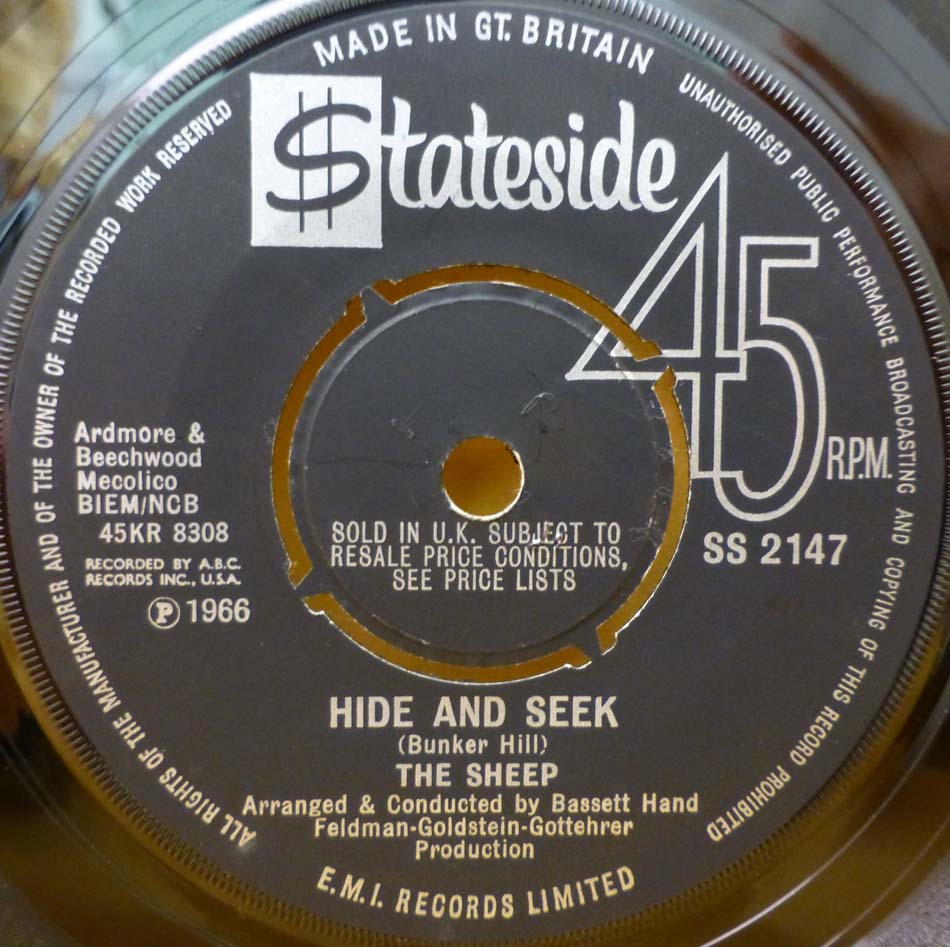 MADE IN GT. BRITAIN
$tateside
45
R.P.M.
UNAUTHORISED PUBLIC PERFORMANCE BROADCASTING AND COPYING OF THIS RECORD PROHIBITED
ALL RIGHTS OF THE MANUFACTURER AND OF THE OWNER OF THE RECORDED WORK RESERVED
Ardmore &
Beechwood
Mecolico
BIEM/NCB
45KR 8308
RECORDED BY A.B.C.
RECORDS INC., U.S.A.
Ⓟ 1966
SOLD IN U.K. SUBJECT TO
RESALE PRICE CONDITIONS,
SEE PRICE LISTS
SS 2147
HIDE AND SEEK
(Bunker Hill)
THE SHEEP
Arranged & Conducted by Bassett Hand
Feldman-Goldstein-Gottehrer
Production
E.M.I. RECORDS LIMITED